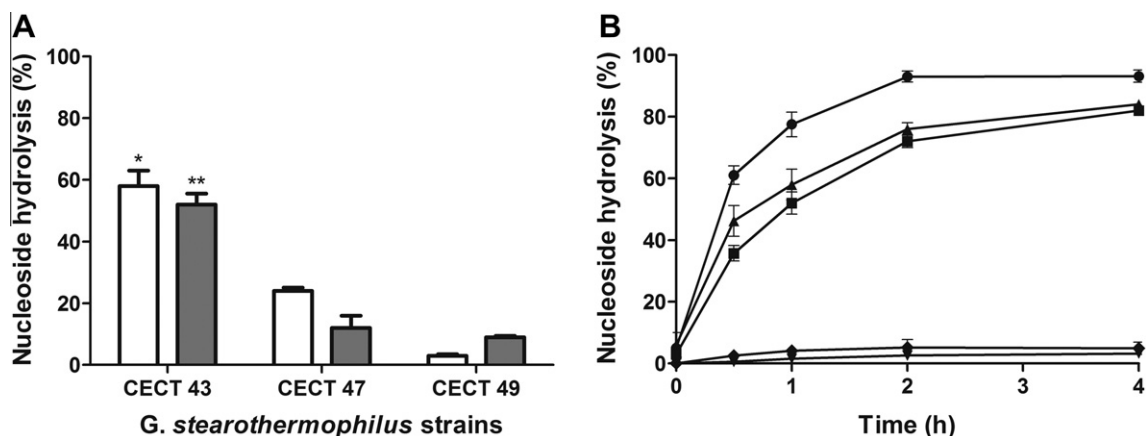 A
Nucleoside hydrolysis (%)
100
80
60
40
20
0
*
**
CECT 43 CECT 47 CECT 49
G. stearothermophilus strains
B
Nucleoside hydrolysis (%)
100
80
60
40
20
0
0 1 2 3 4
Time (h)